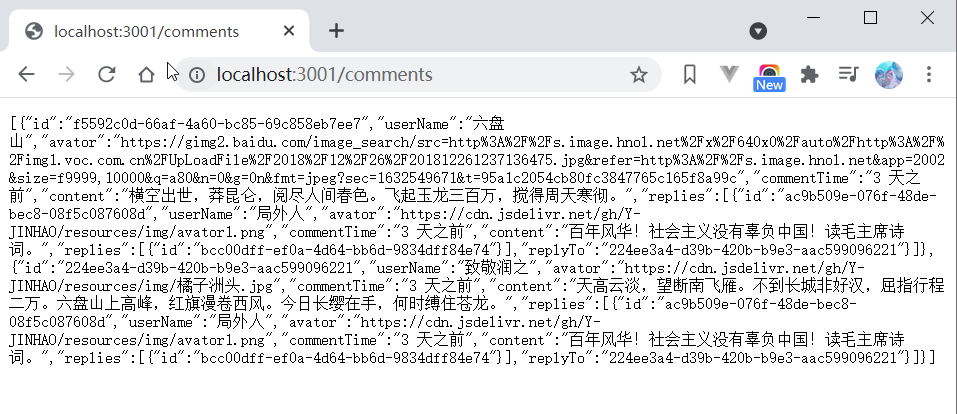 localhost:3001/comments
localhost:3001/comments
New
[{"id":"f5592c0d-66af-4a60-bc85-69c858eb7ee7","userName":"六盘
山","avator":"https://gimg2.baidu.com/image_search/src=http%3A%2F%2Fs.image.hnol.net%2Fx%2F640x0%2Fauto%2Fhttp%3A%2F%
2Fimg1.voc.com.cn%2FUpLoadFile%2F2018%2F12%2F26%2F201812261237136475.jpg&refer=http%3A%2F%2Fs.image.hnol.net&app=2002
&size=f9999,10000&q=a80&n=0&g=0n&fmt=jpeg?sec=1632549671&t=95a1c2054cb80fc3847765c165f8a99c","commentTime":"3 天之
前","content":"横空出世，莽昆仑，阅尽人间春色。飞起玉龙三百万，搅得周天寒彻。","replies":[{"id":"ac9b509e-076f-48de-
bec8-08f5c087608d","userName":"局外人","avator":"https://cdn.jsdelivr.net/gh/Y-
JINHAO/resources/img/avator1.png","commentTime":"3 天之前","content":"百年风华！社会主义没有辜负中国！读毛主席诗
词。","replies":[{"id":"bcc00dff-ef0a-4d64-bb6d-9834dff84e74"}],"replyTo":"224ee3a4-d39b-420b-b9e3-aac599096221"}]},
{"id":"224ee3a4-d39b-420b-b9e3-aac599096221","userName":"致敬润之","avator":"https://cdn.jsdelivr.net/gh/Y-
JINHAO/resources/img/橘子洲头.jpg","commentTime":"3 天之前","content":"天高云淡，望断南飞雁。不到长城非好汉，屈指行程
二万。六盘山上高峰，红旗漫卷西风。今日长缨在手，何时缚住苍龙。","replies":[{"id":"ac9b509e-076f-48de-bec8-
08f5c087608d","userName":"局外人","avator":"https://cdn.jsdelivr.net/gh/Y-
JINHAO/resources/img/avator1.png","commentTime":"3 天之前","content":"百年风华！社会主义没有辜负中国！读毛主席诗
词。","replies":[{"id":"bcc00dff-ef0a-4d64-bb6d-9834dff84e74"}],"replyTo":"224ee3a4-d39b-420b-b9e3-aac599096221"}]}]